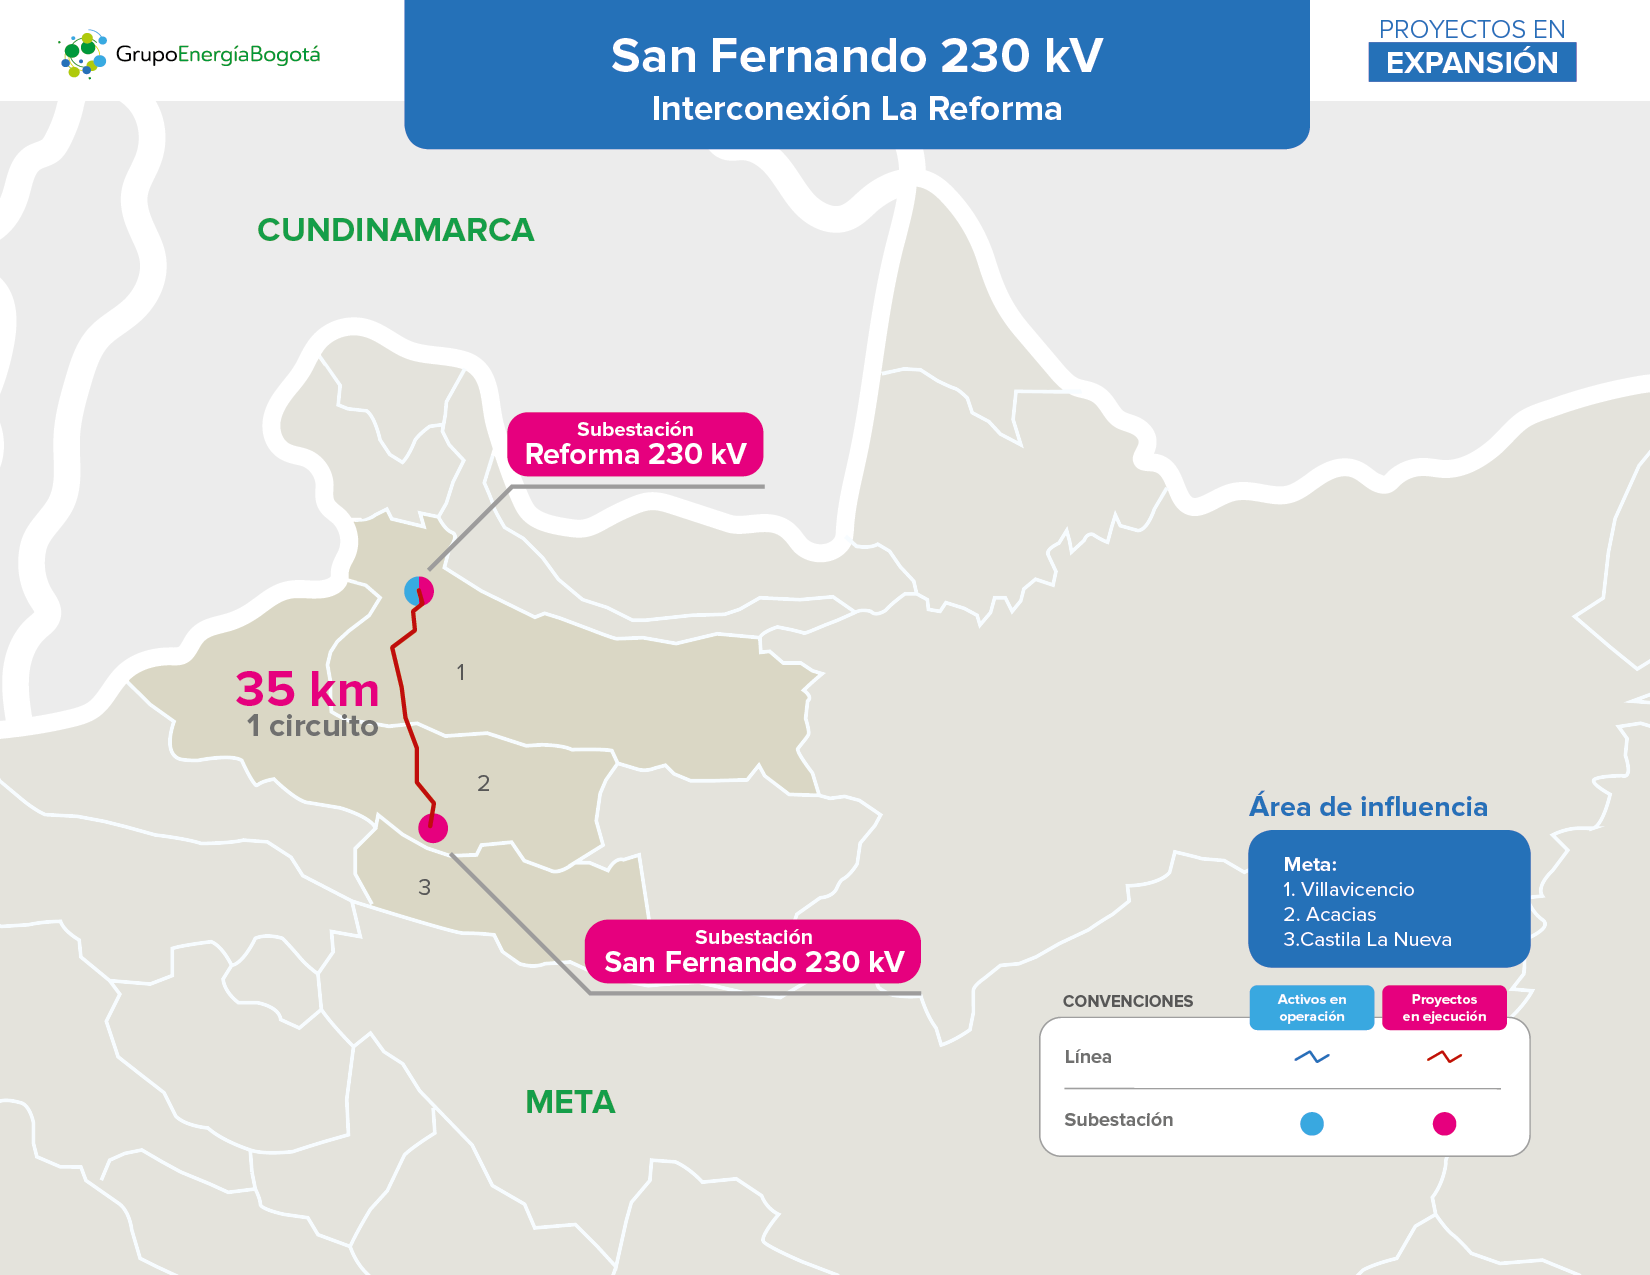 GrupoEnergíaBogotá
San Fernando 230 kV
Interconexión La Reforma
PROYECTOS EN
EXPANSIÓN
CUNDINAMARCA
Subestación
Reforma 230 kV
35 km
1 circuito
1
2
3
Subestación
San Fernando 230 kV
META
Área de influencia
Meta:
1. Villavicencio
2. Acacias
3.Castila La Nueva
CONVENCIONES
Activos en
operación
Proyectos
en ejecución
Línea
Subestación